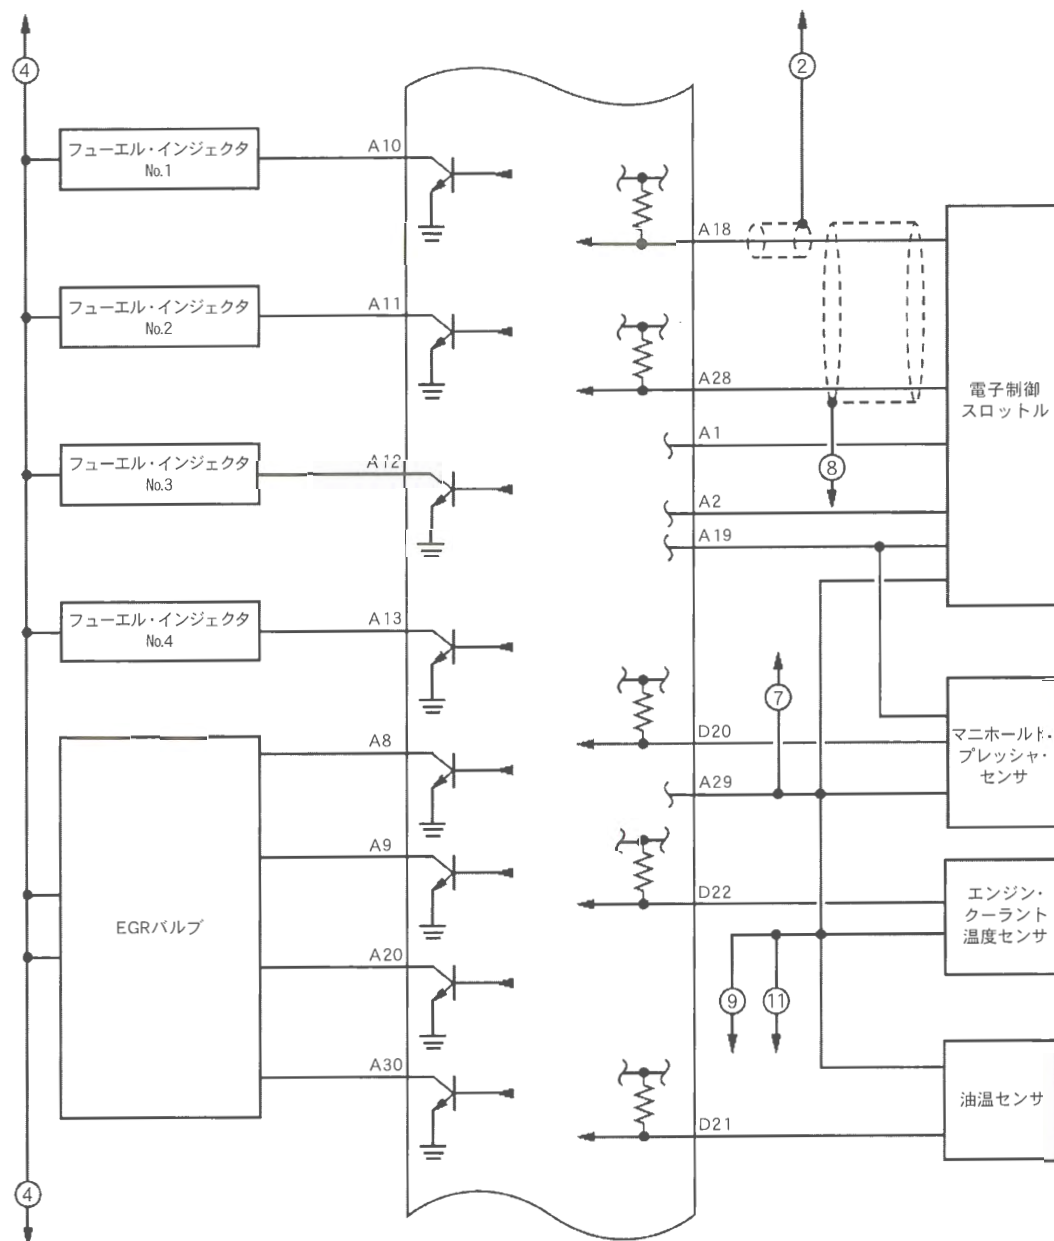 ④
②
フューエル・インジェクタ
No.1
A10
A18
フューエル・インジェクタ
No.2
A11
A28
電子制御
スロットル
A1
⑧
フューエル・インジェクタ
No.3
A12
A2
A19
フューエル・インジェクタ
No.4
A13
⑦
A8
D20
マニホールド・
プレッシャ・
センサ
A29
A9
D22
エンジン・
クーラント
温度センサ
EGRバルブ
A20
⑨
⑪
A30
D21
油温センサ
④